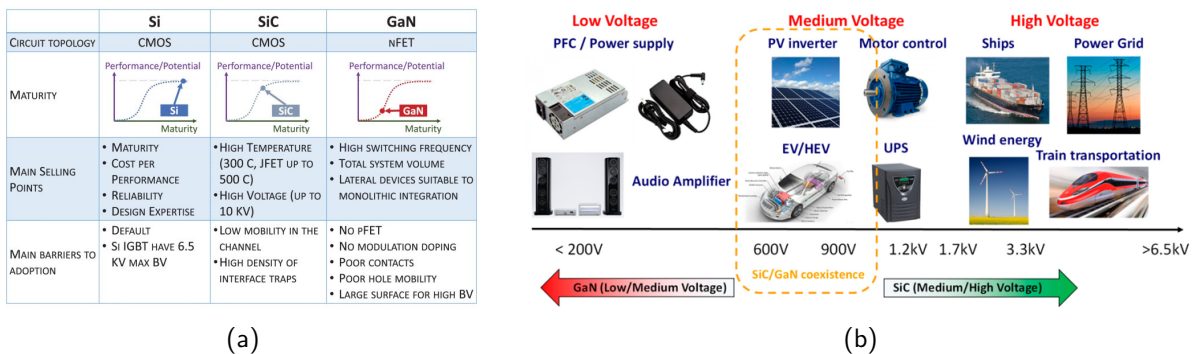 Si
SiC
GaN
CIRCUIT TOPOLOGY
CMOS
CMOS
NFET
MATURITY
Performance/Potential
Si
Maturity
Performance/Potential
SiC
Maturity
Performance/Potential
GaN
Maturity
MAIN SELLING
POINTS
• MATURITY
• COST PER
PERFORMANCE
• RELIABILITY
• DESIGN EXPERTISE
• HIGH TEMPERATURE
(300 C, JFET UP TO
500 C)
• HIGH VOLTAGE (UP TO
10 KV)
• HIGH SWITCHING FREQUENCY
• TOTAL SYSTEM VOLUME
• LATERAL DEVICES SUITABLE TO
MONOLITHIC INTEGRATION
MAIN BARRIERS TO
ADOPTION
• DEFAULT
• SI IGBT HAVE 6.5
KV MAX BV
• LOW MOBILITY IN THE
CHANNEL
• HIGH DENSITY OF
INTERFACE TRAPS
• NO PFET
• NO MODULATION DOPING
• POOR CONTACTS
• POOR HOLE MOBILITY
• LARGE SURFACE FOR HIGH BV
(a)
Low Voltage
Medium Voltage
High Voltage
PFC / Power supply
PV inverter
Motor control
Ships
Power Grid
Audio Amplifier
EV/HEV
UPS
Wind energy
Train transportation
< 200V
600V
900V
1.2kV
1.7kV
3.3kV
>6.5kV
SiC/GaN coexistence
GaN (Low/Medium Voltage)
SiC (Medium/High Voltage)
(b)